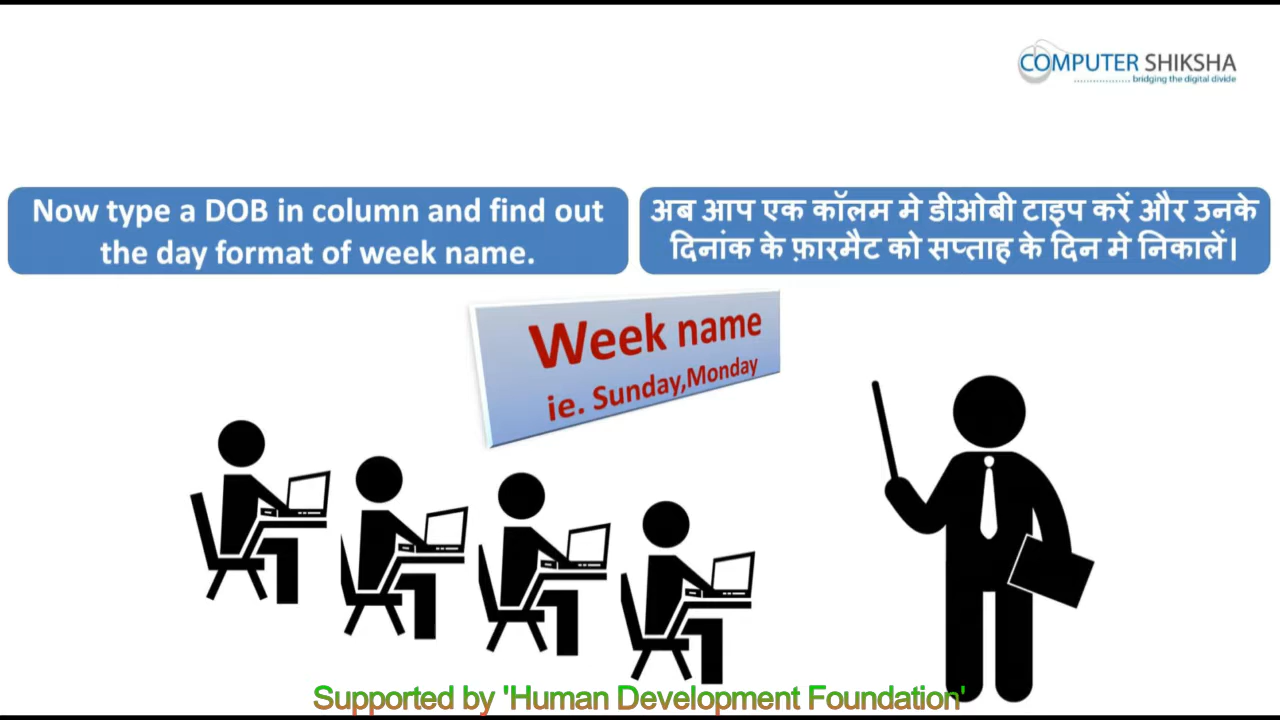 COMPUTER SHIKSHA
bridging the digital divide
Now type a DOB in column and find out
the day format of week name.
अब आप एक कॉलम मे डीओबी टाइप करें और उनके
दिनांक के फ़ारमैट को सप्ताह के दिन मे निकालें।
Week name
ie. Sunday,Monday
Supported by 'Human Development Foundation'